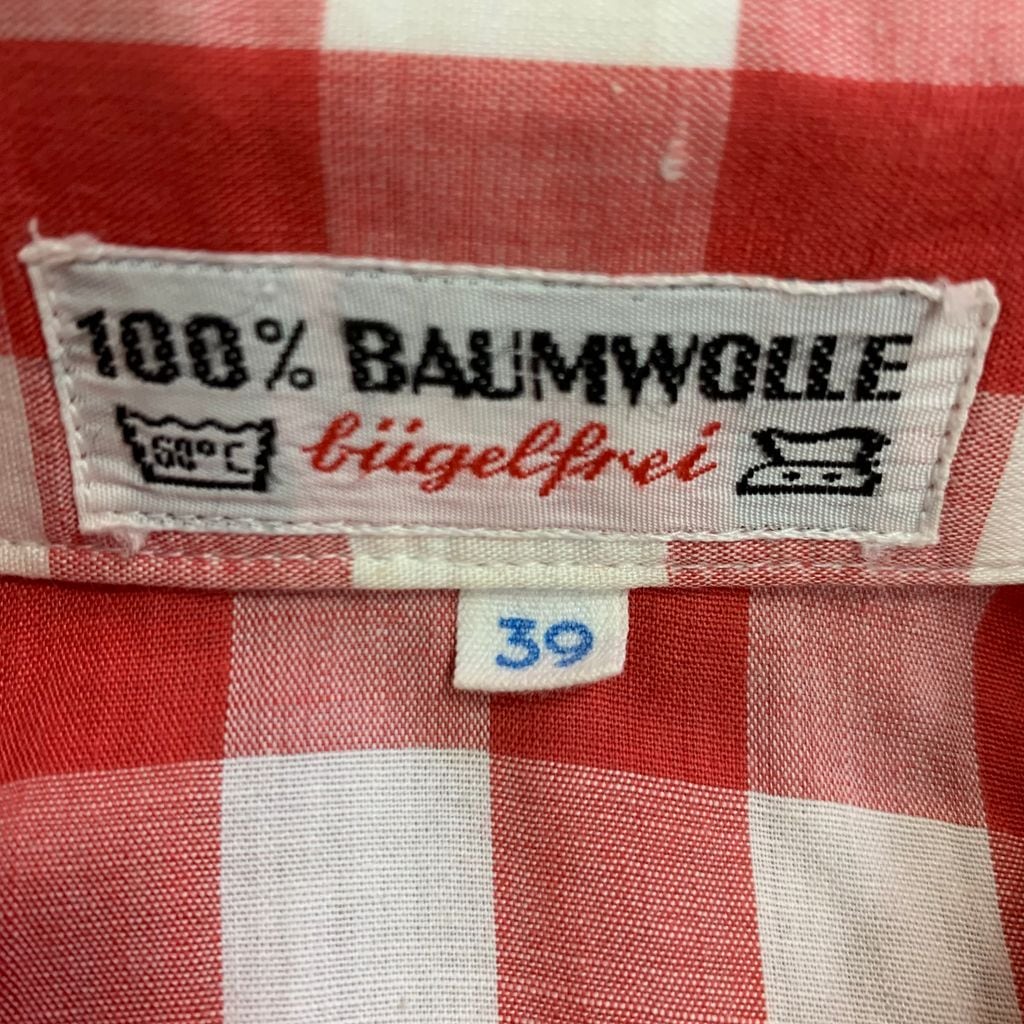 100% BAUMWOLLE
60°C bügelfrei
39